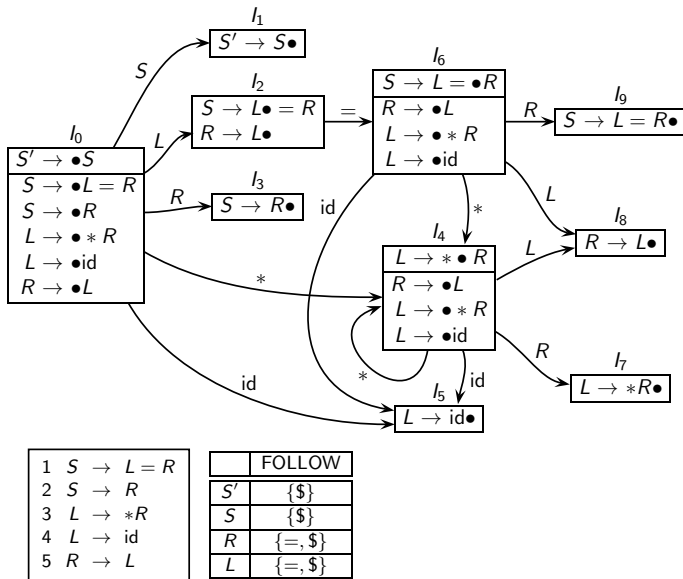 I₁
S′ → S●
S
I₂
S → L● = R
R → L●
=
I₆
S → L = ●R
R → ●L
L → ● ∗ R
L → ●id
R
I₉
S → L = R●
I₀
S′ → ●S
S → ●L = R
S → ●R
L → ● ∗ R
L → ●id
R → ●L
L
R
I₃
S → R●
id
∗
L
I₈
R → L●
I₄
L → ∗ ● R
R → ●L
L → ● ∗ R
L → ●id
L
∗
∗
R
I₇
L → ∗R●
id
id
I₅
L → id●
1 S → L = R
2 S → R
3 L → ∗R
4 L → id
5 R → L
FOLLOW
S′ {$}
S {$}
R {=, $}
L {=, $}